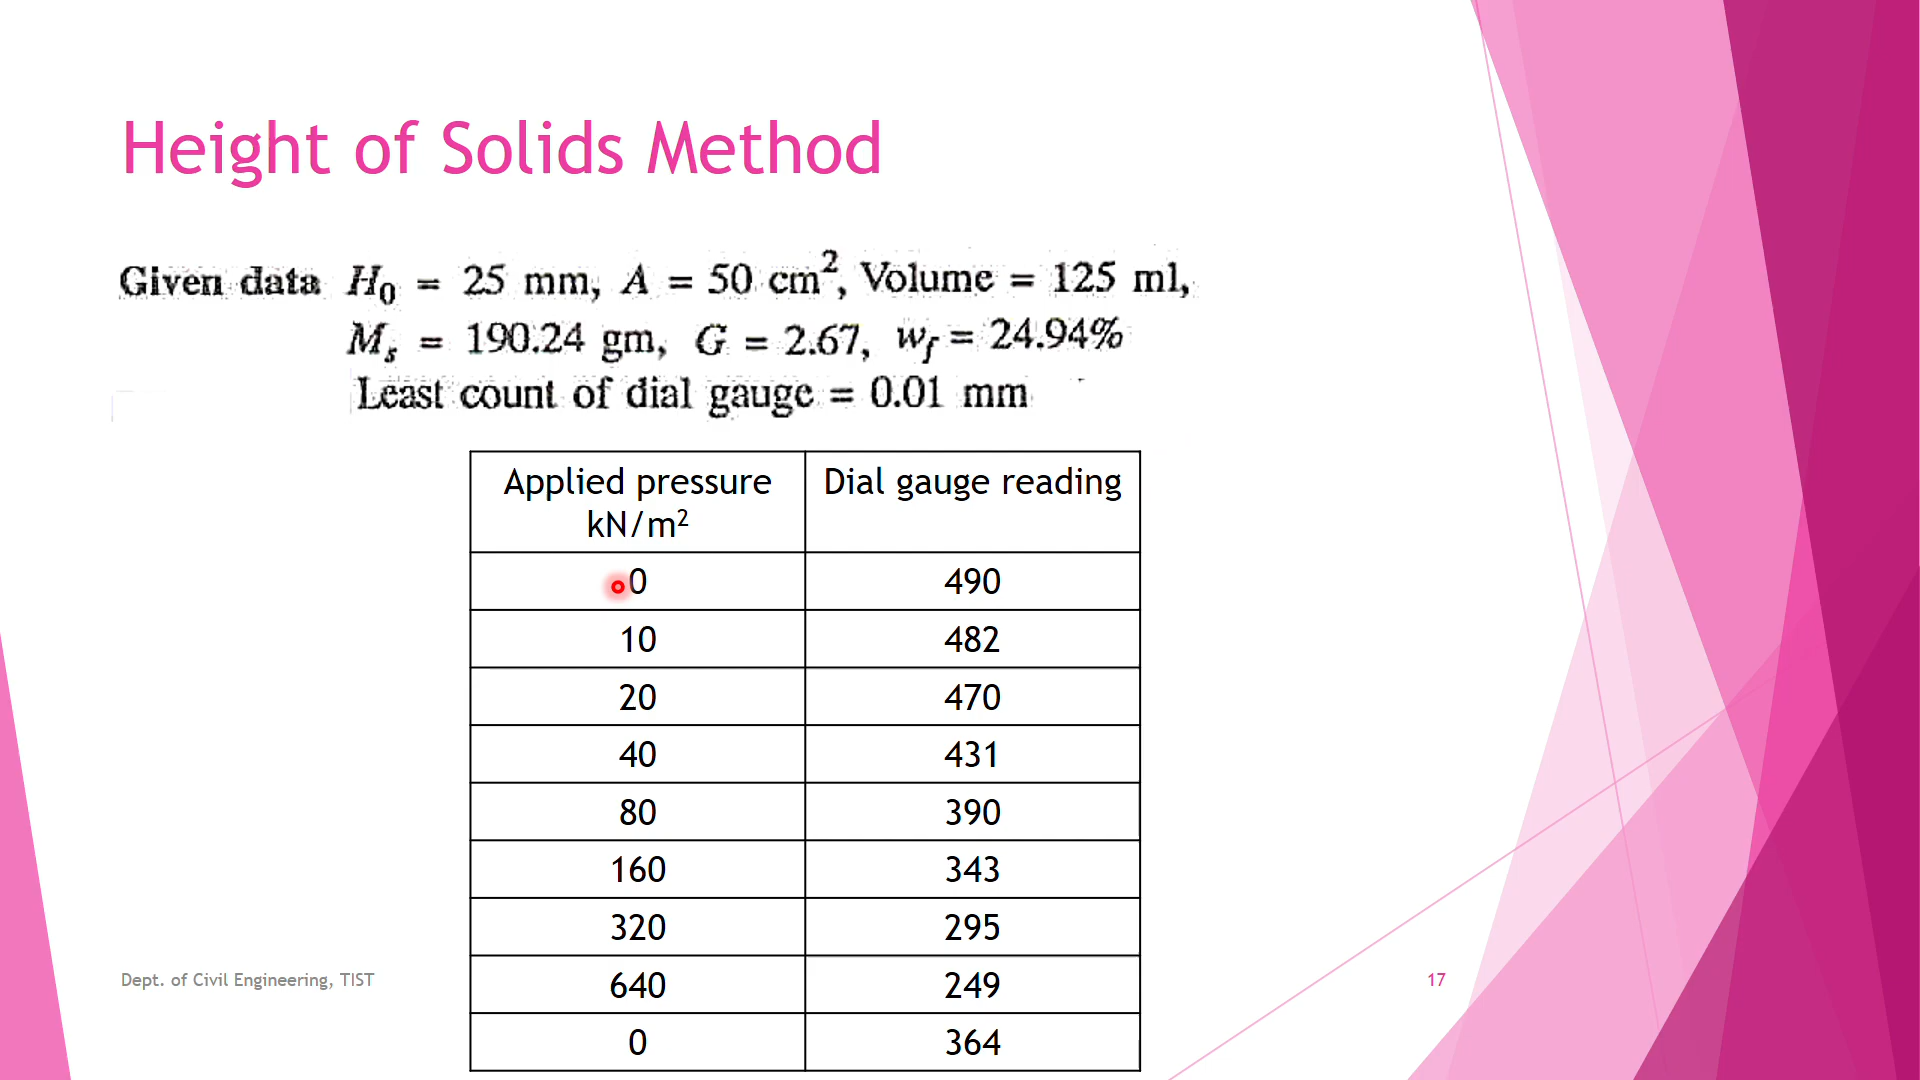 Height of Solids Method
Given data H₀ = 25 mm, A = 50 cm², Volume = 125 ml,
Mₛ = 190.24 gm, G = 2.67, w_f = 24.94%
Least count of dial gauge = 0.01 mm
Applied pressure kN/m² Dial gauge reading
0 490
10 482
20 470
40 431
80 390
160 343
320 295
640 249
0 364
Dept. of Civil Engineering, TIST
17